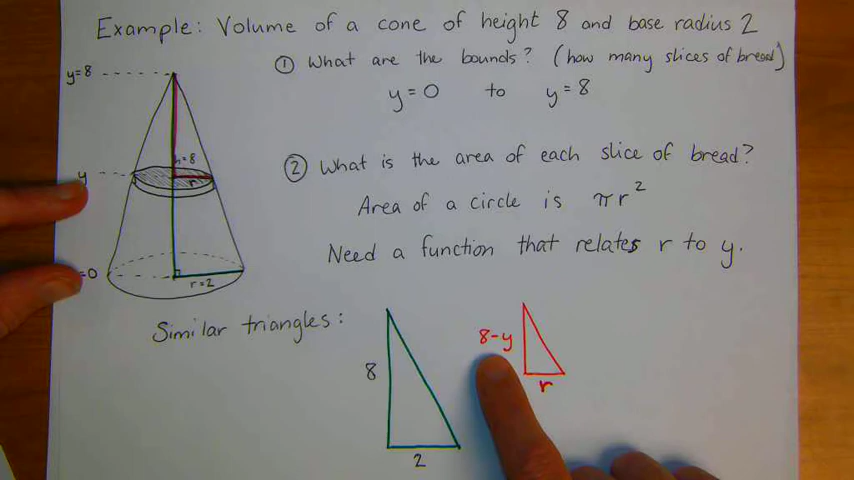 Example: Volume of a cone of height 8 and base radius 2
① What are the bounds? (how many slices of bread)
y=0 to y=8
② What is the area of each slice of bread?
Area of a circle is πr²
Need a function that relates r to y.
y=8
h=8
y
r
=0
r=2
Similar triangles:
8
2
8-y
r